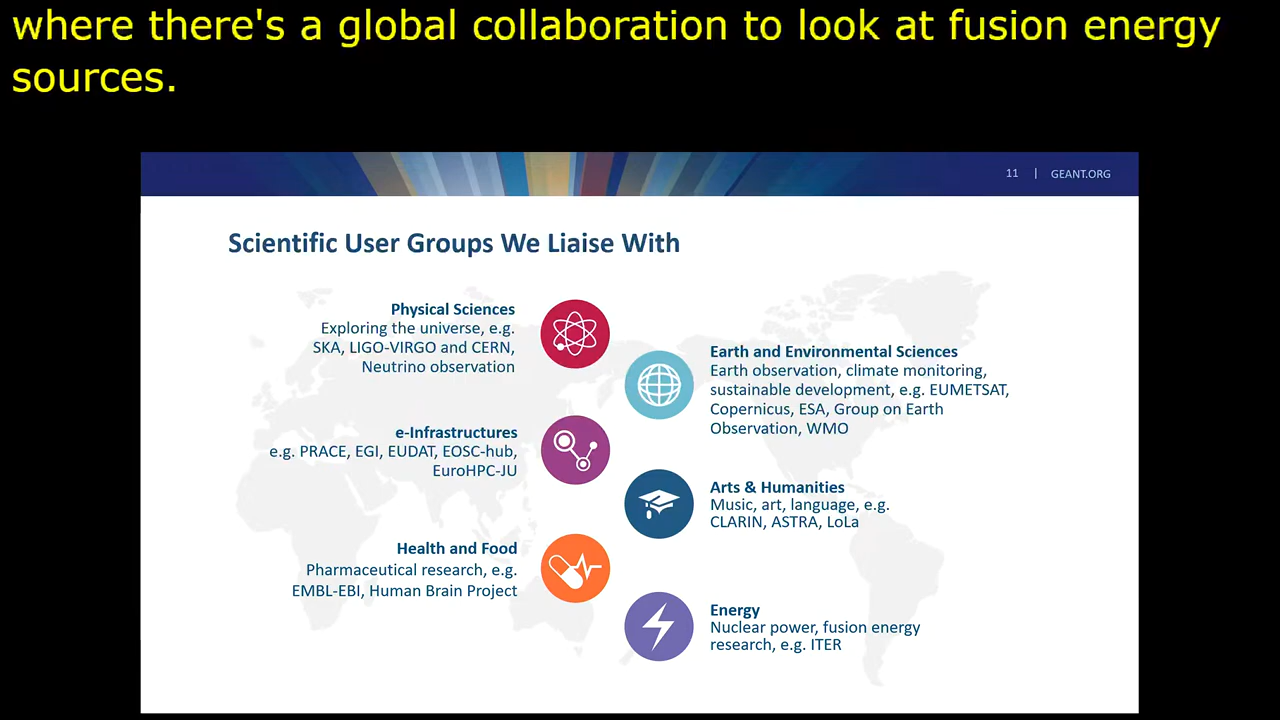 where there's a global collaboration to look at fusion energy
sources.
11 | GEANT.ORG
Scientific User Groups We Liaise With
Physical Sciences
Exploring the universe, e.g.
SKA, LIGO-VIRGO and CERN,
Neutrino observation
Earth and Environmental Sciences
Earth observation, climate monitoring,
sustainable development, e.g. EUMETSAT,
Copernicus, ESA, Group on Earth
Observation, WMO
e-Infrastructures
e.g. PRACE, EGI, EUDAT, EOSC-hub,
EuroHPC-JU
Arts & Humanities
Music, art, language, e.g.
CLARIN, ASTRA, LoLa
Health and Food
Pharmaceutical research, e.g.
EMBL-EBI, Human Brain Project
Energy
Nuclear power, fusion energy
research, e.g. ITER